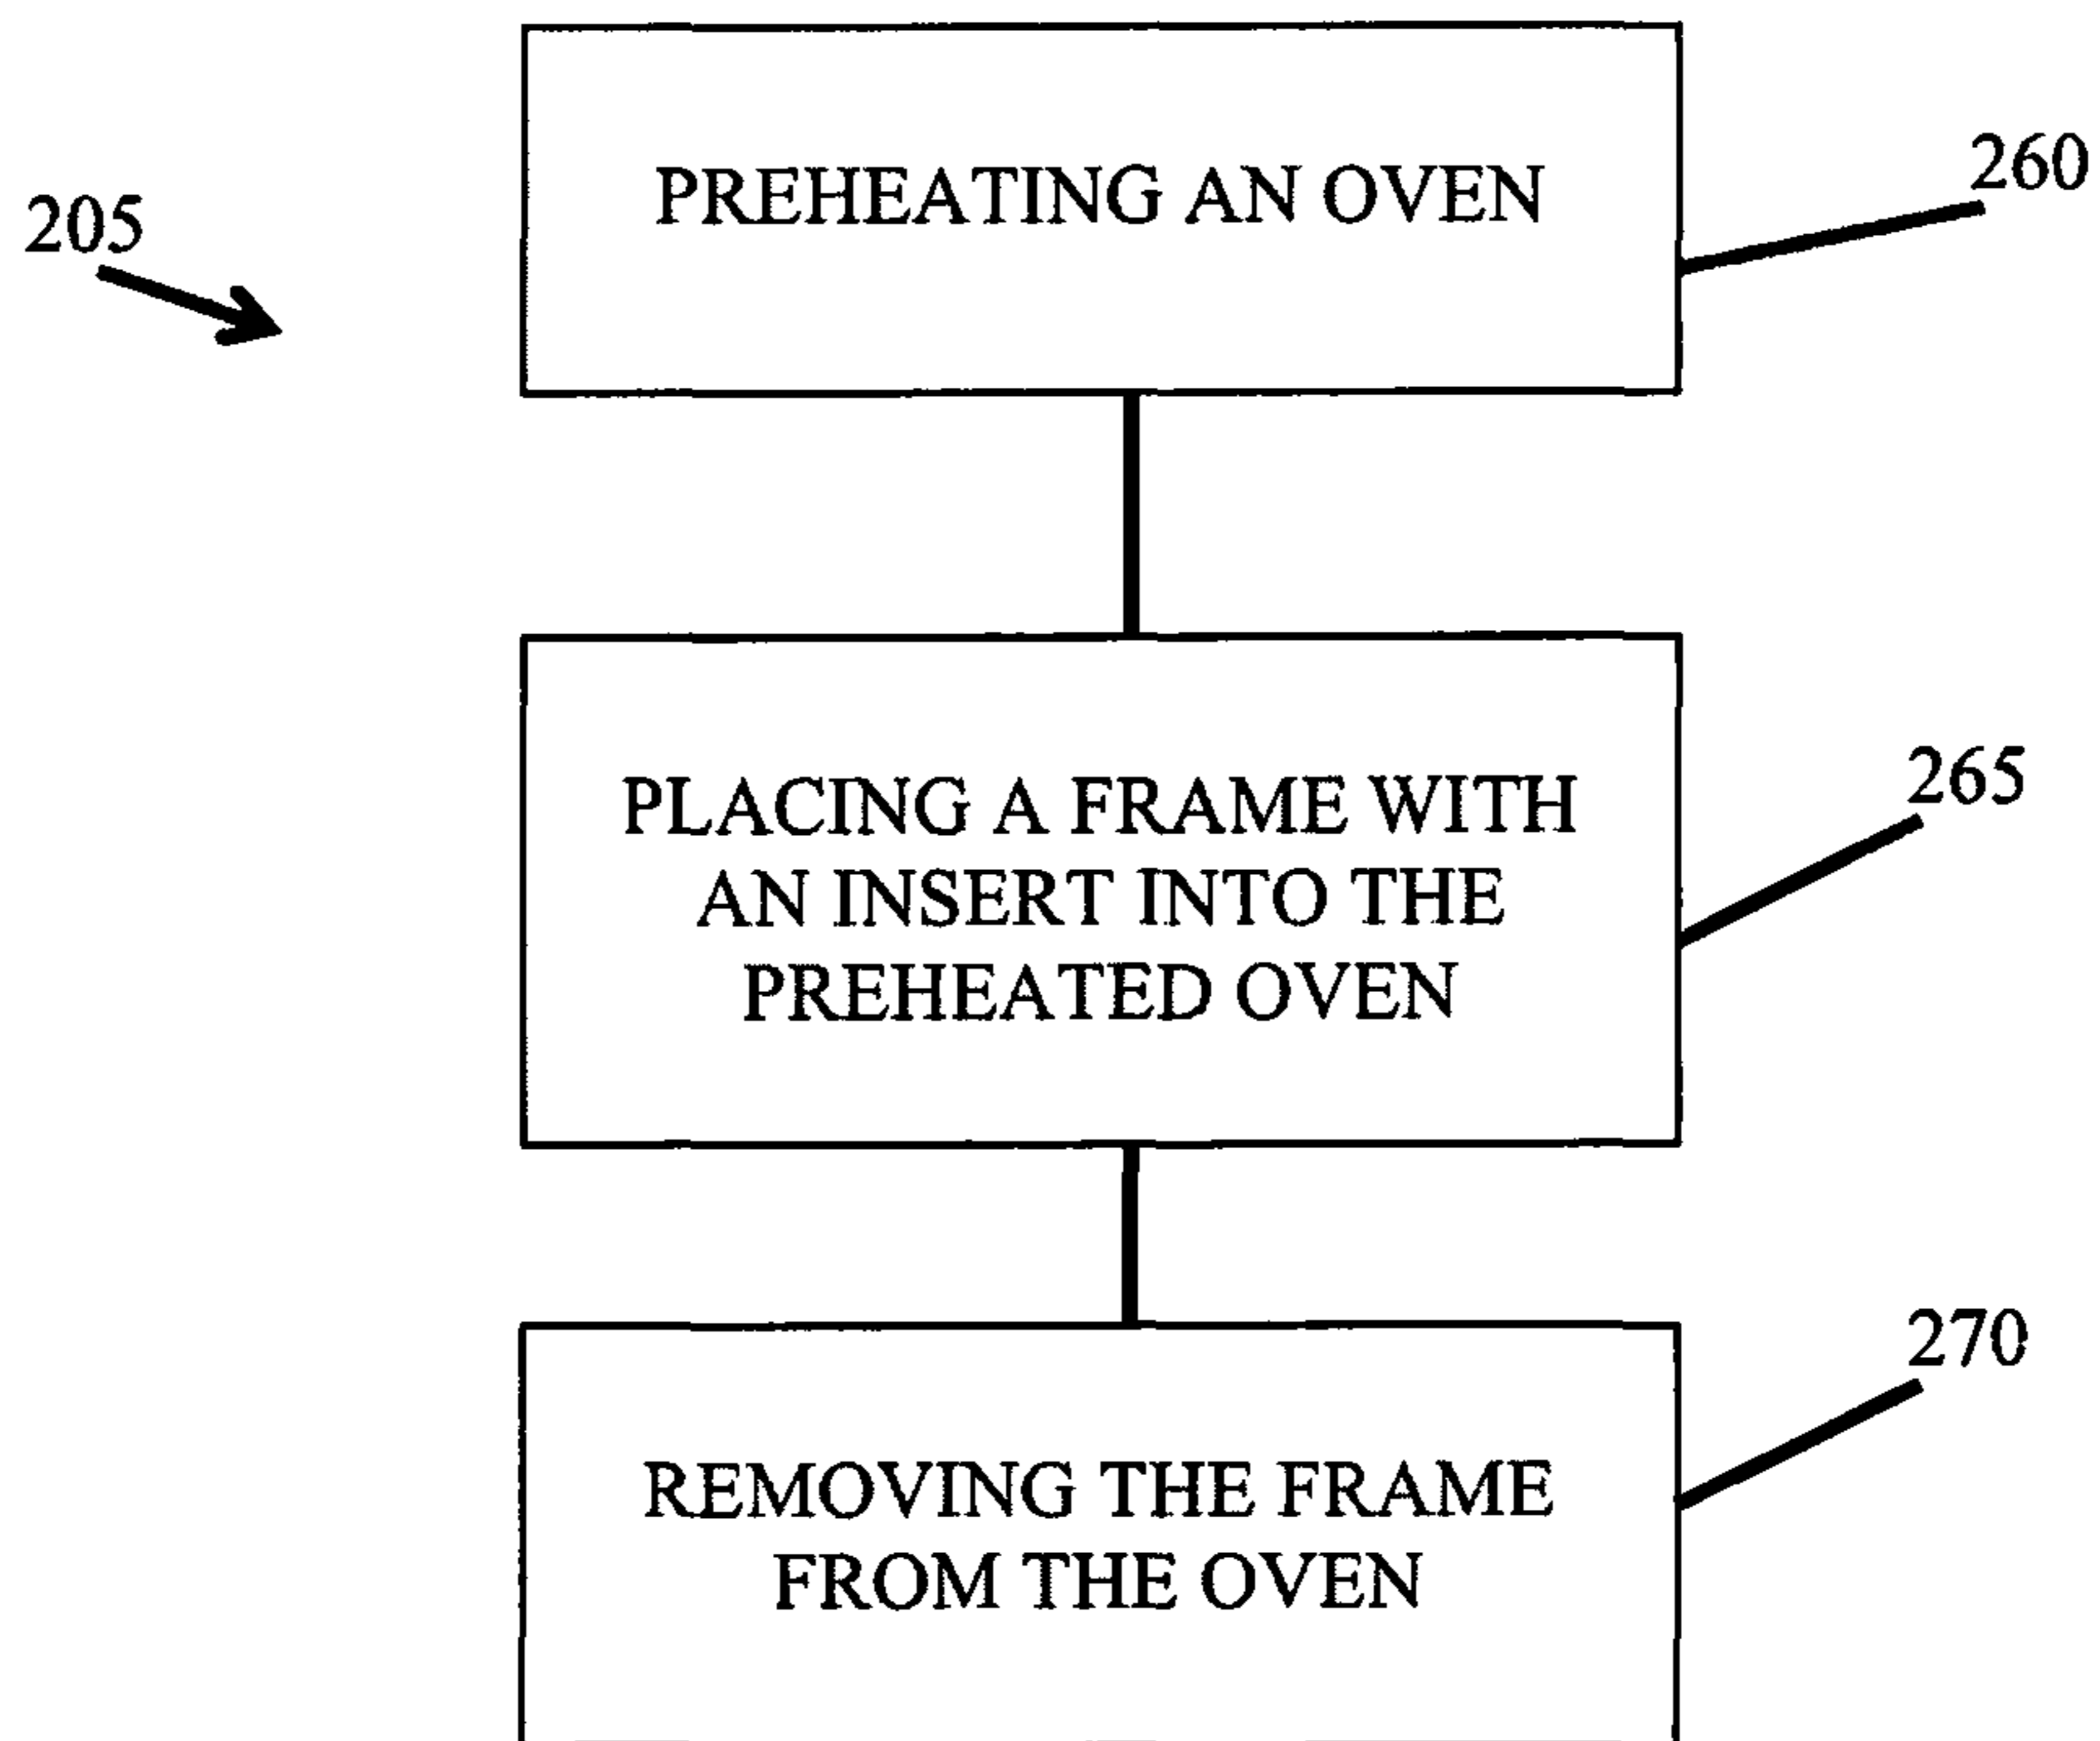 205
PREHEATING AN OVEN
260
PLACING A FRAME WITH
AN INSERT INTO THE
PREHEATED OVEN
265
REMOVING THE FRAME
FROM THE OVEN
270